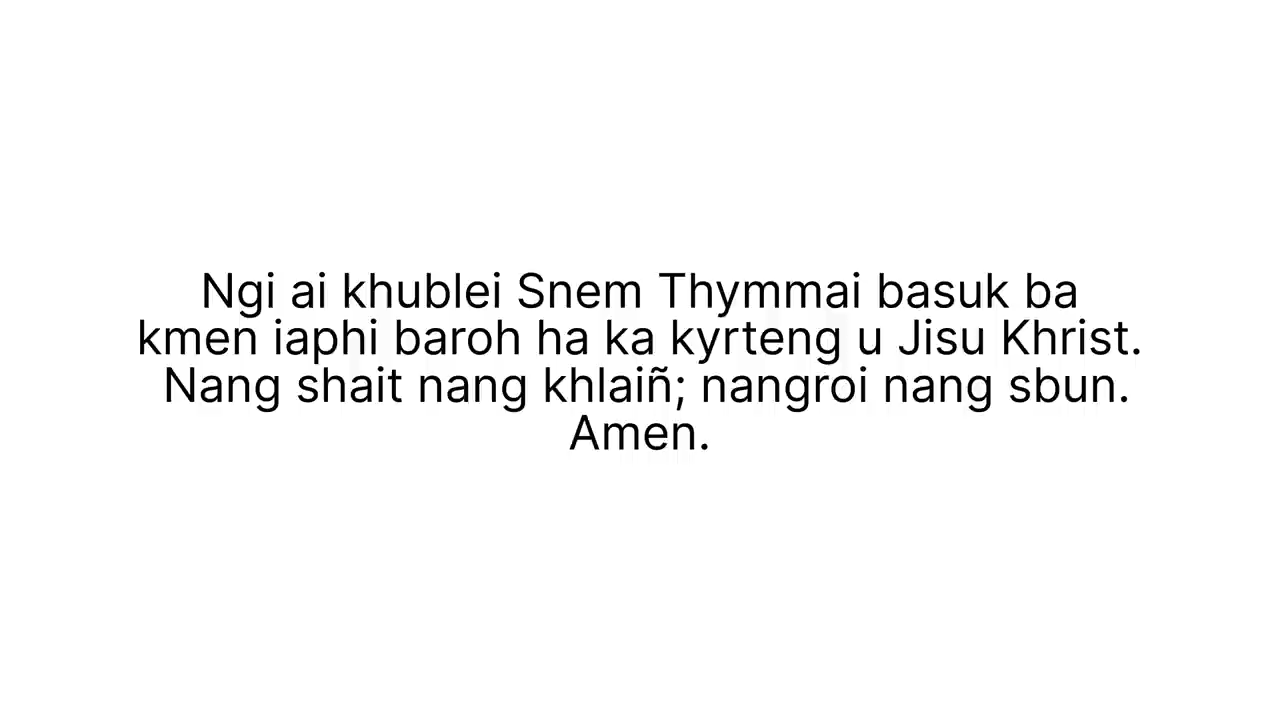 Ngi ai khublei Snem Thymmai basuk ba
kmen iaphi baroh ha ka kyrteng u Jisu Khrist.
Nang shait nang khlaiñ; nangroi nang sbun.
Amen.